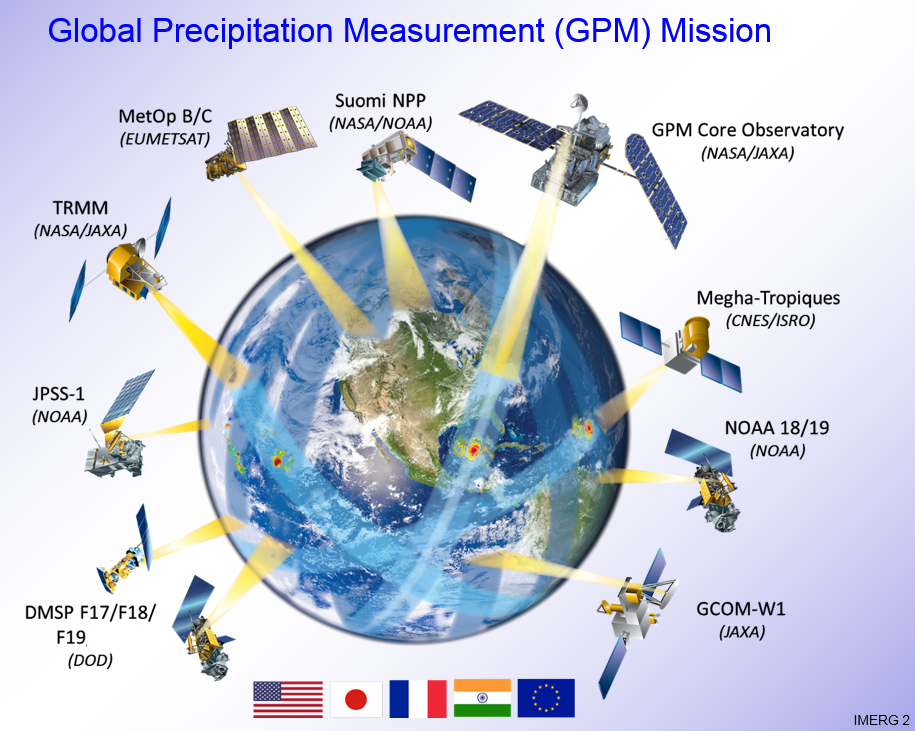 Global Precipitation Measurement (GPM) Mission
Suomi NPP
(NASA/NOAA)
MetOp B/C
(EUMETSAT)
GPM Core Observatory
(NASA/JAXA)
TRMM
(NASA/JAXA)
Megha-Tropiques
(CNES/ISRO)
JPSS-1
(NOAA)
NOAA 18/19
(NOAA)
DMSP F17/F18/
F19
(DOD)
GCOM-W1
(JAXA)
IMERG 2